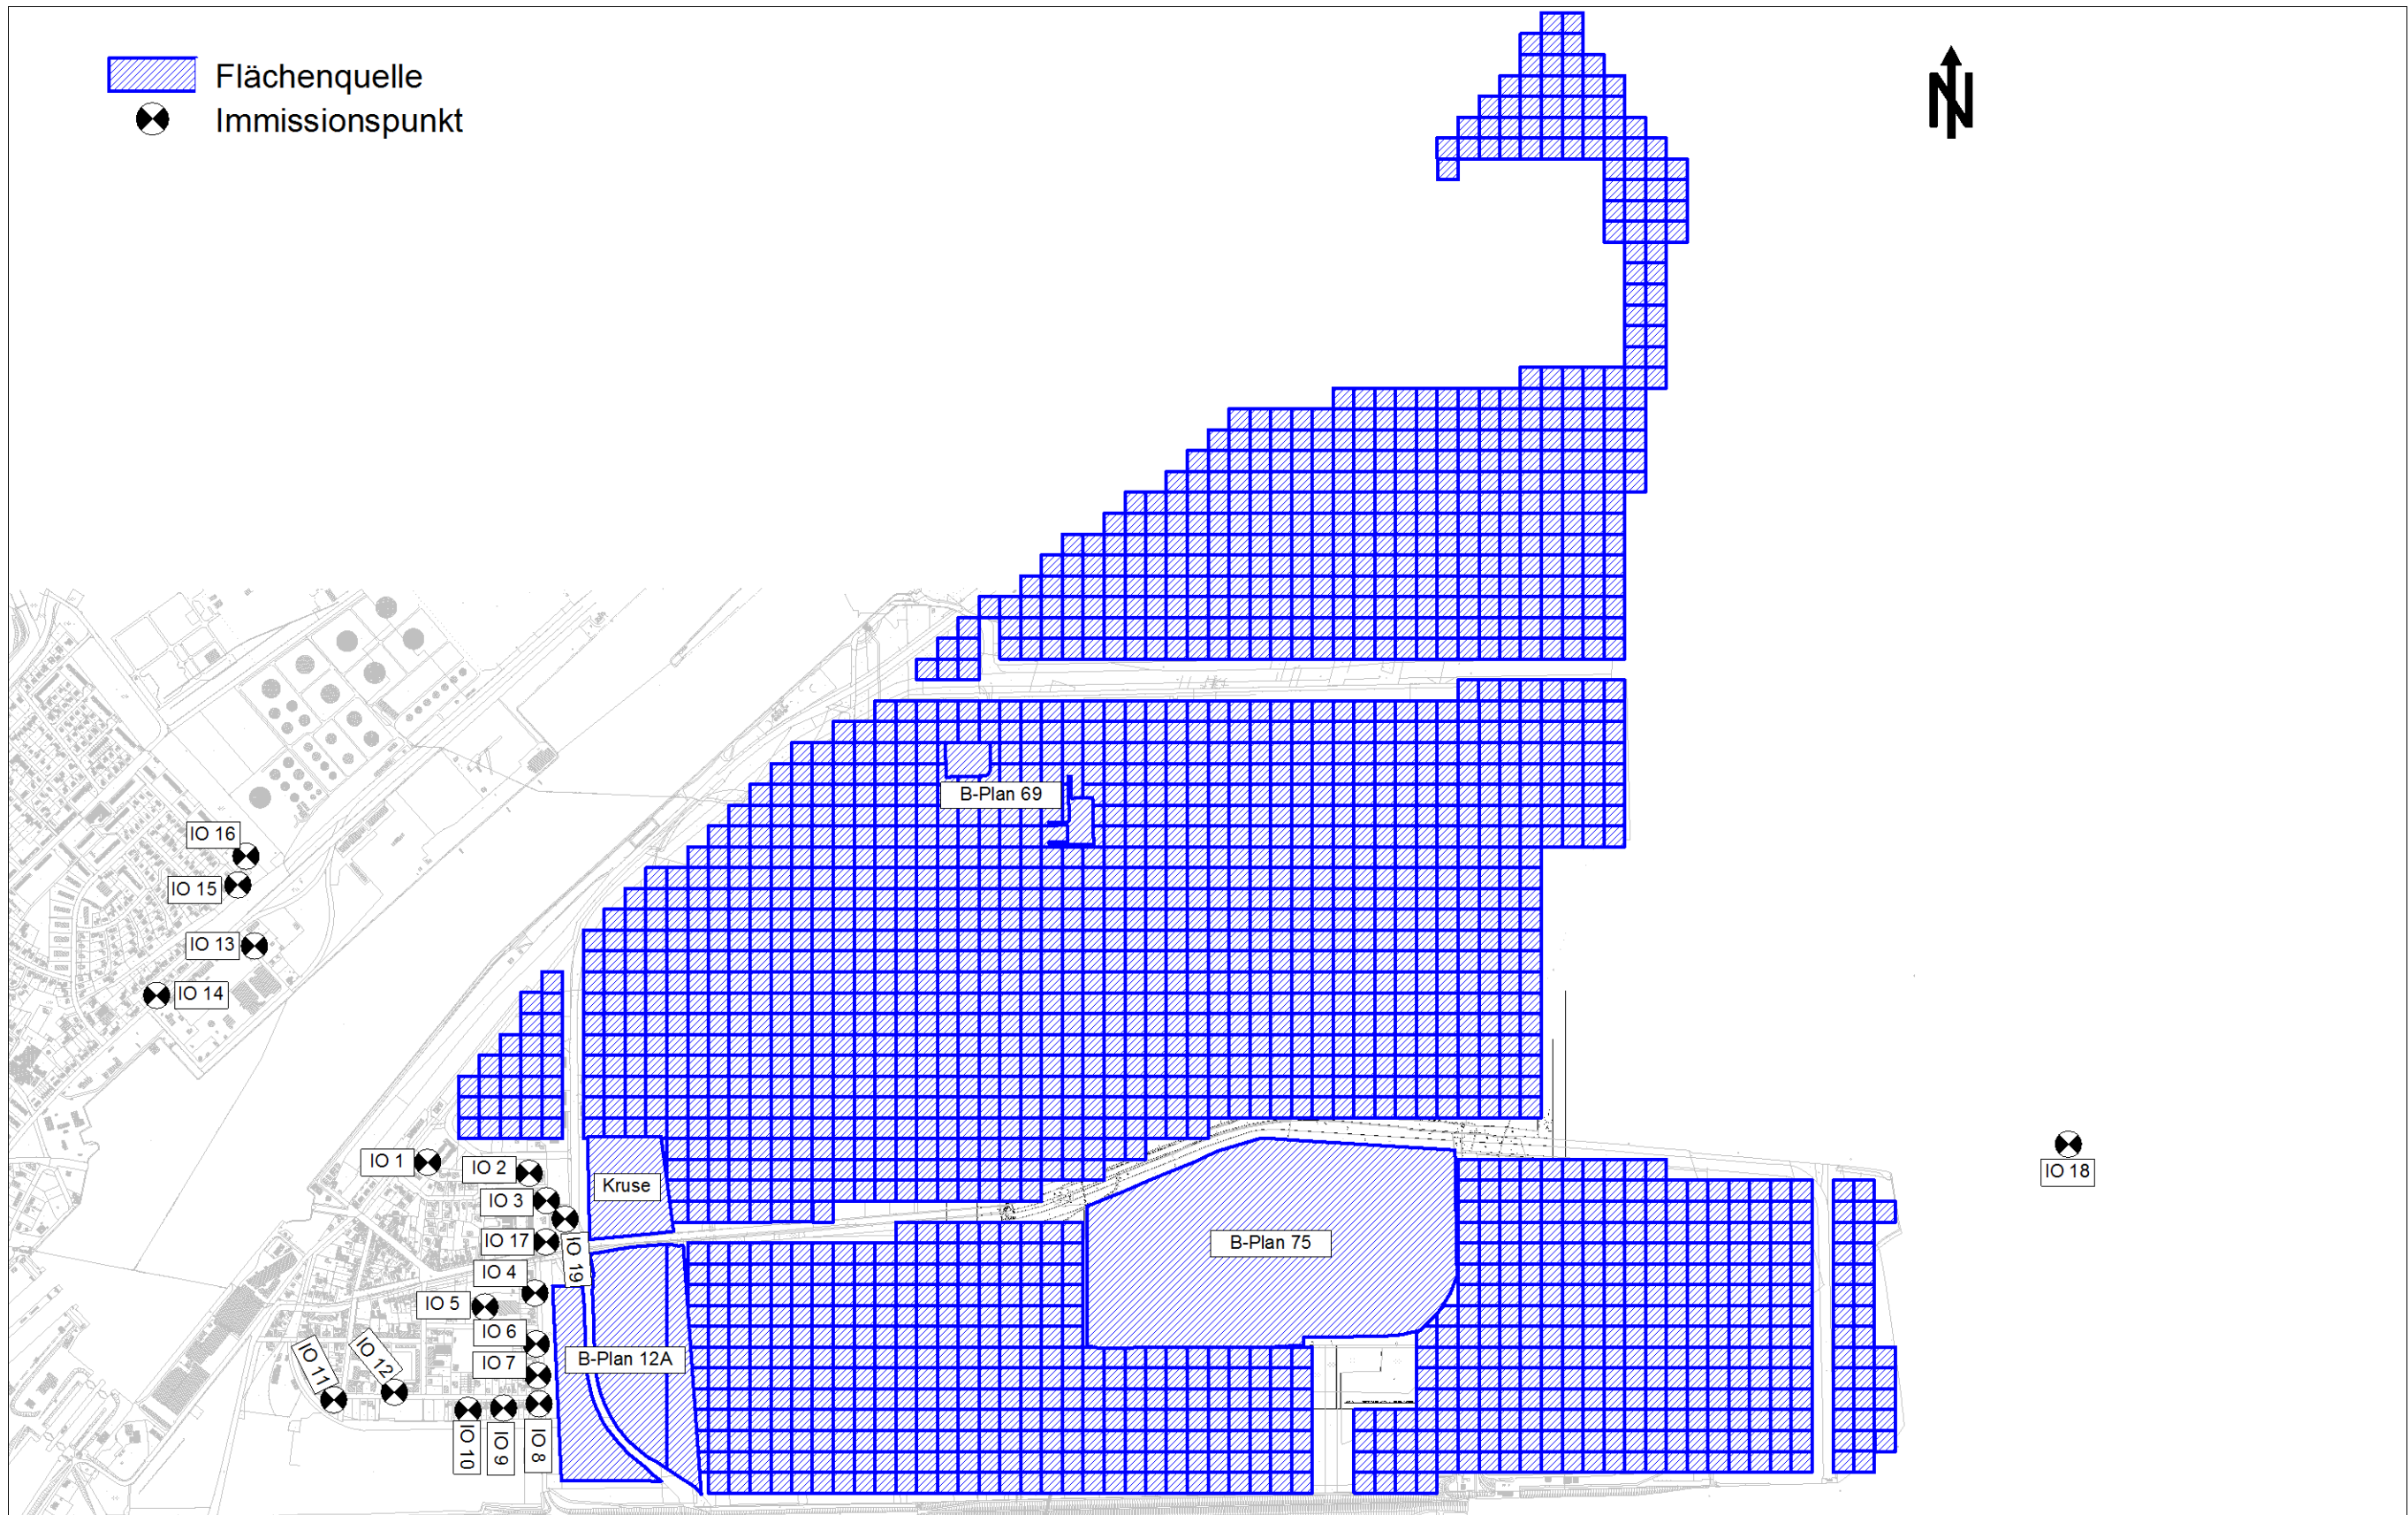 Flächenquelle
Immissionspunkt
N
B-Plan 69
IO 16
IO 15
IO 13
IO 14
IO 1
IO 2
IO 18
Kruse
IO 3
IO 17
IO 19
B-Plan 75
IO 4
IO 5
IO 6
IO 7
B-Plan 12A
IO 11
IO 12
IO 10
IO 9
IO 8